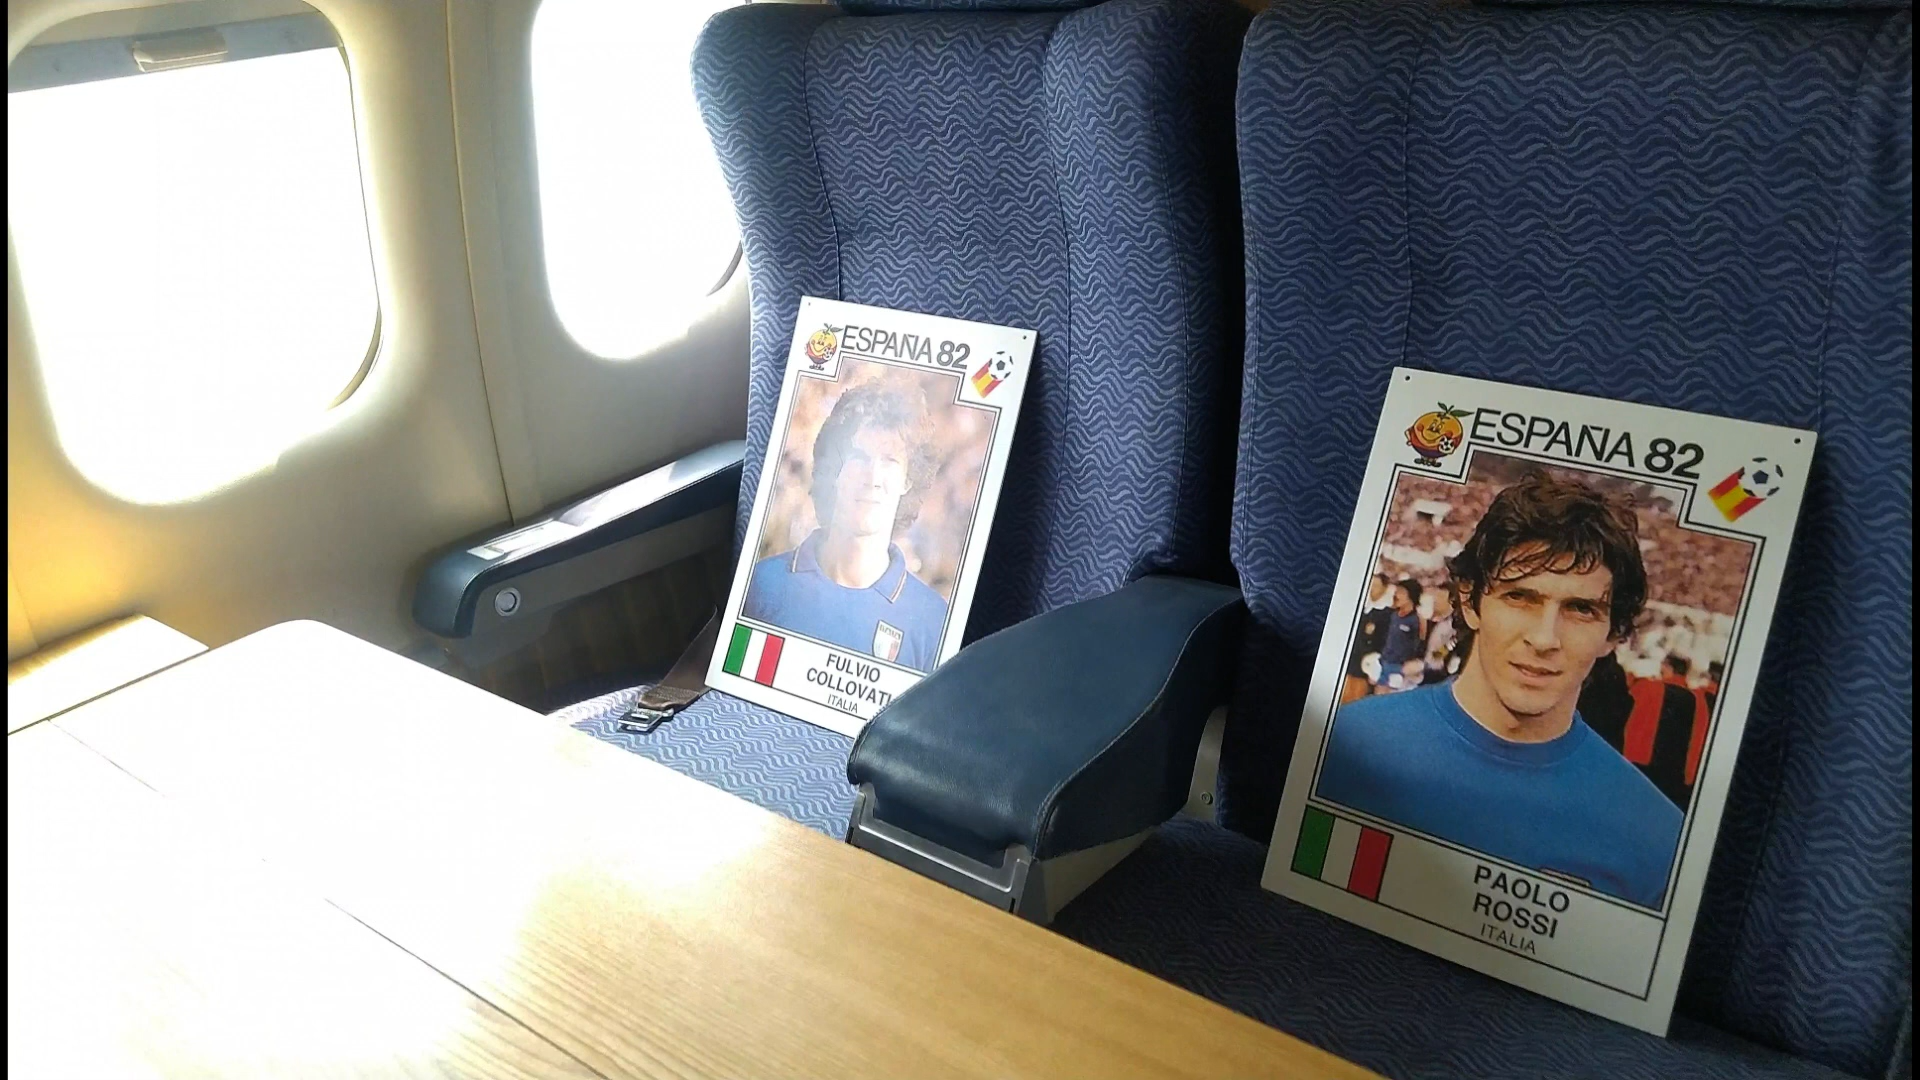 ESPAÑA 82
FULVIO
COLLOVATI
ITALIA
ESPAÑA 82
PAOLO
ROSSI
ITALIA